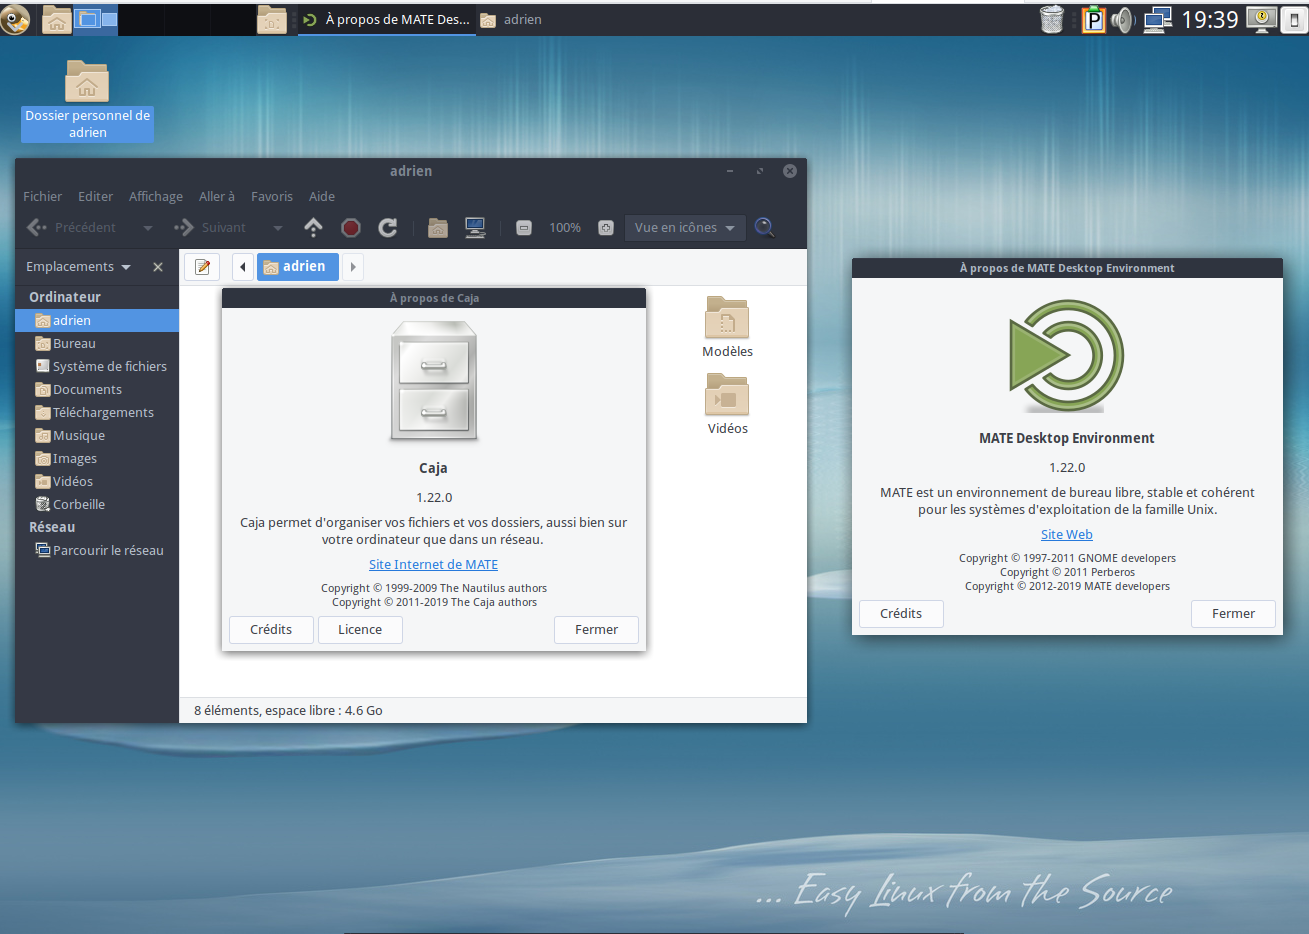 À propos de MATE Des...
adrien
P
19:39
Dossier personnel de
adrien
adrien
Fichier Editer Affichage Aller à Favoris Aide
Précédent Suivant 100% Vue en icônes
Emplacements
adrien
Ordinateur
adrien
Bureau
Système de fichiers
Documents
Téléchargements
Musique
Images
Vidéos
Corbeille
Réseau
Parcourir le réseau
À propos de Caja
Caja
1.22.0
Caja permet d'organiser vos fichiers et vos dossiers, aussi bien sur
votre ordinateur que dans un réseau.
Site Internet de MATE
Copyright © 1999-2009 The Nautilus authors
Copyright © 2011-2019 The Caja authors
Crédits Licence Fermer
Modèles
Vidéos
8 éléments, espace libre : 4.6 Go
À propos de MATE Desktop Environment
MATE Desktop Environment
1.22.0
MATE est un environnement de bureau libre, stable et cohérent
pour les systèmes d'exploitation de la famille Unix.
Site Web
Copyright © 1997-2011 GNOME developers
Copyright © 2011 Perberos
Copyright © 2012-2019 MATE developers
Crédits Fermer
... Easy Linux from the Source